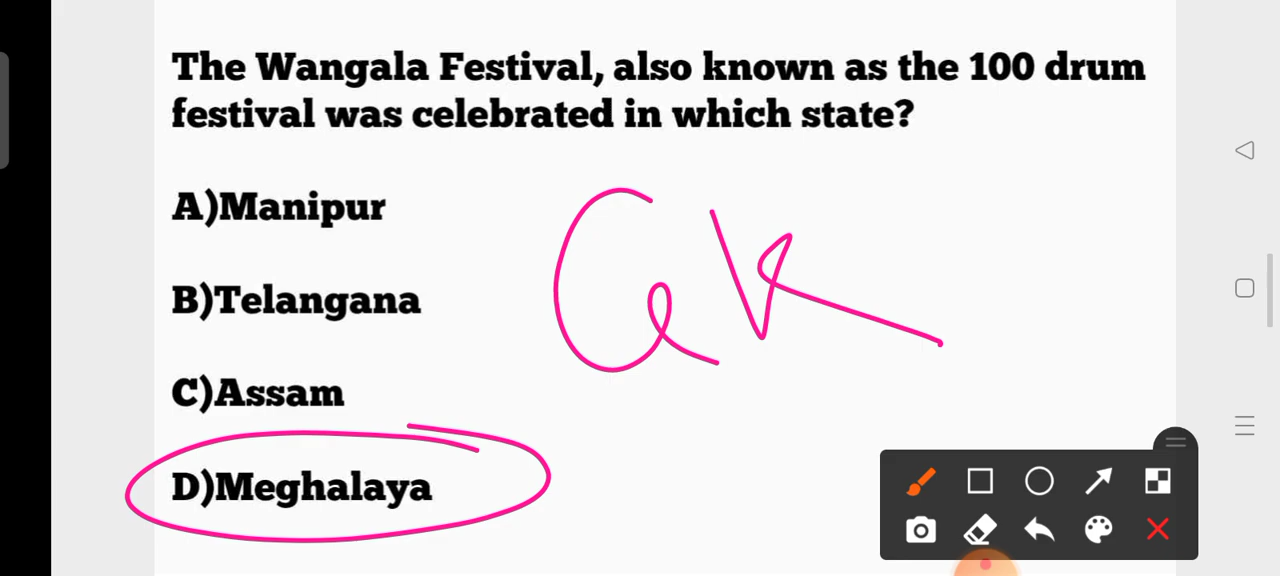 The Wangala Festival, also known as the 100 drum
festival was celebrated in which state?
A)Manipur
B)Telangana
GK
C)Assam
D)Meghalaya